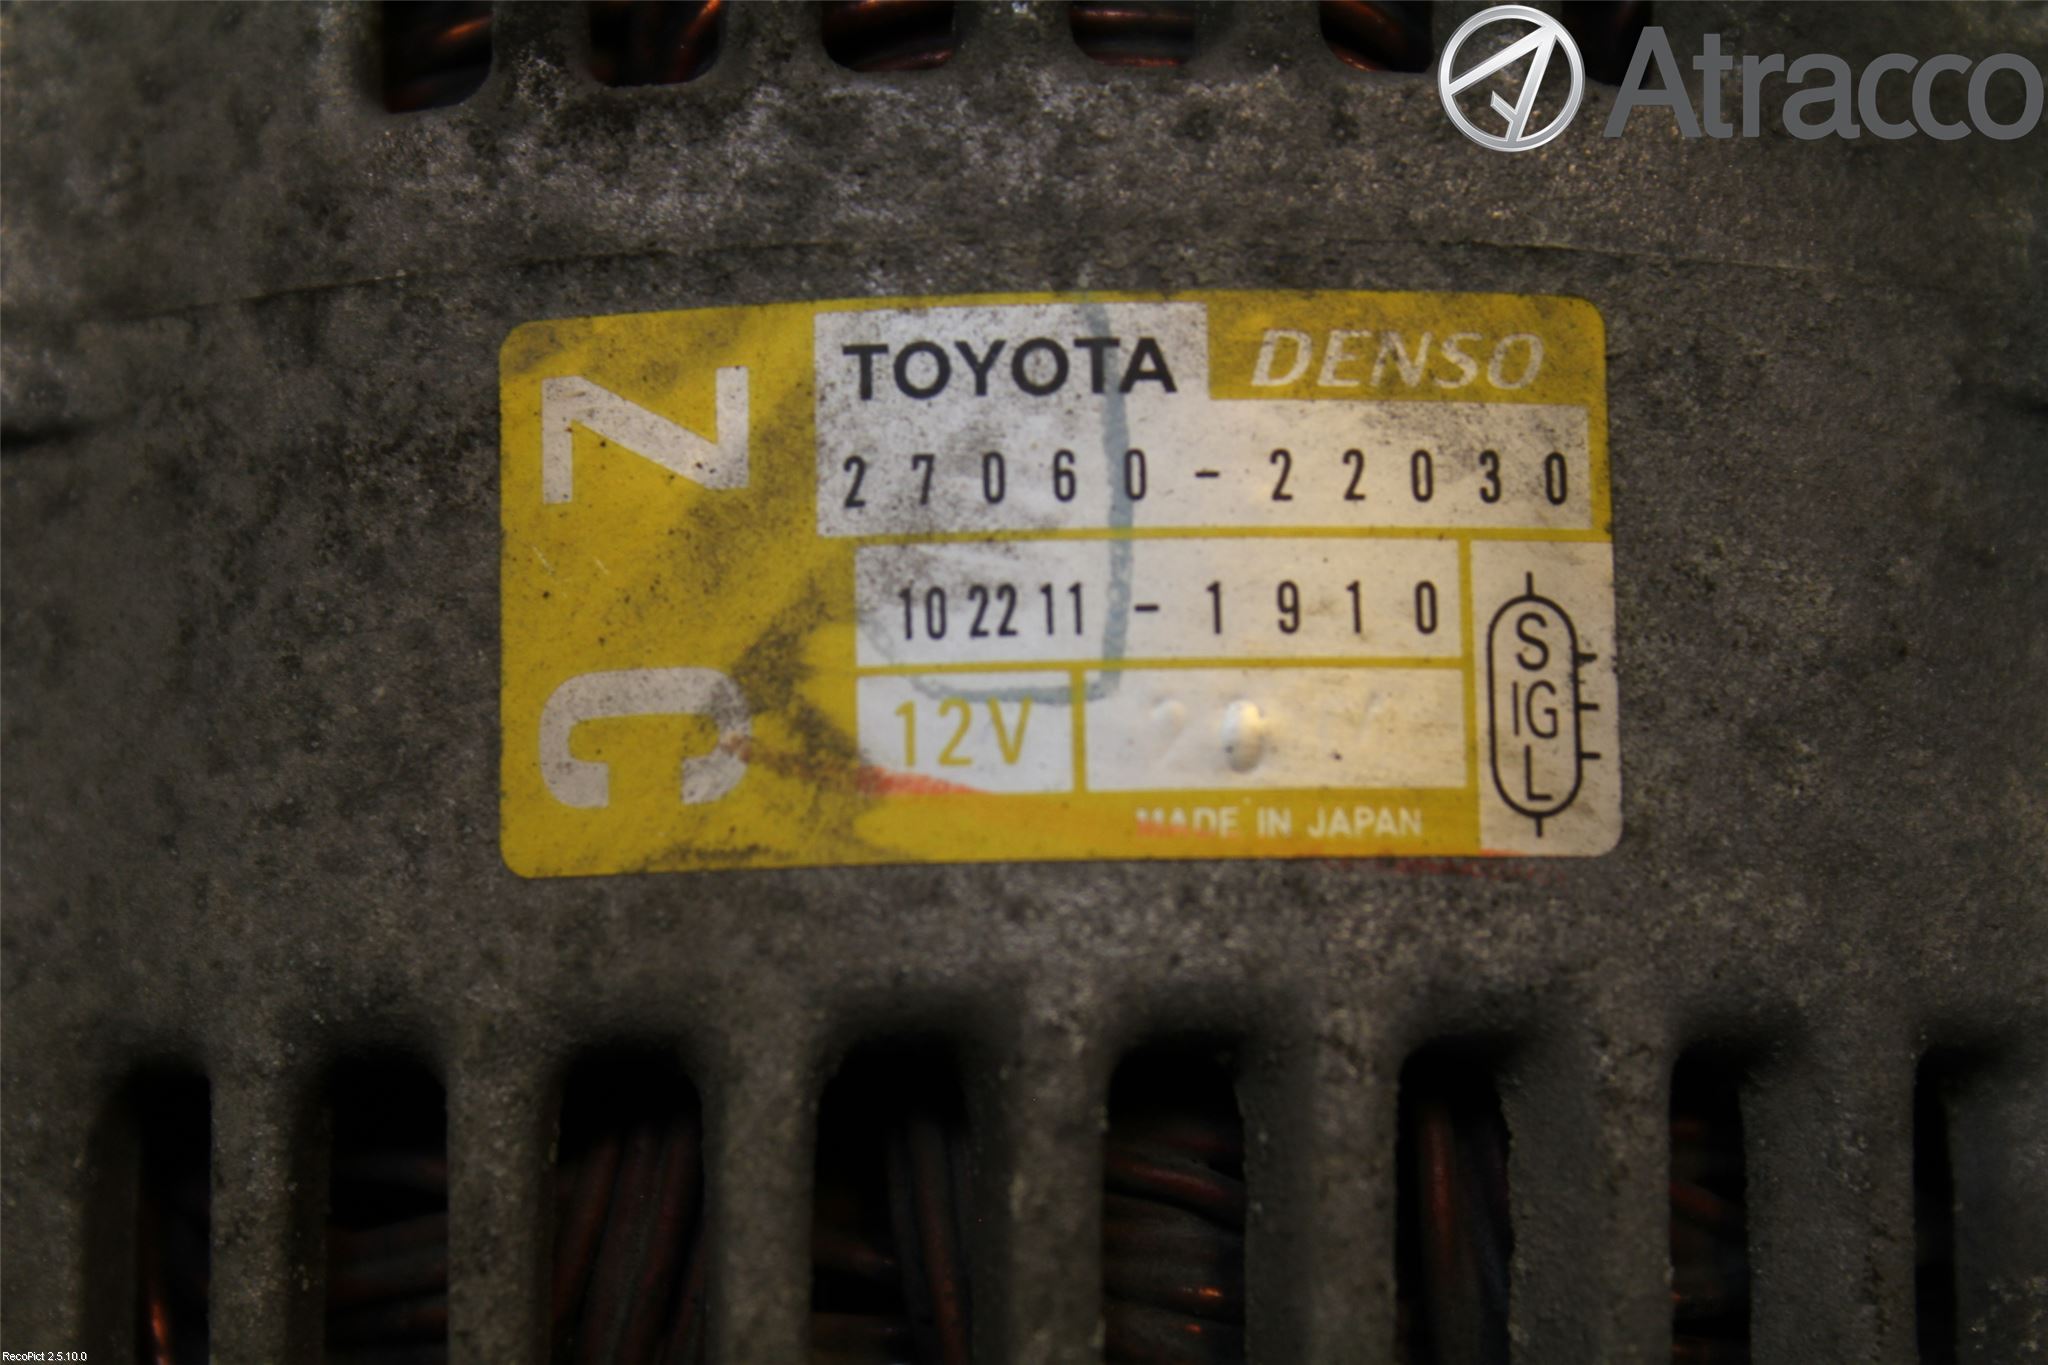 Atracco
TOYOTA DENSO
27060-22030
102211-1910
12V
S
IG
L
MADE IN JAPAN
C N
RecoPict 2.5.10.0